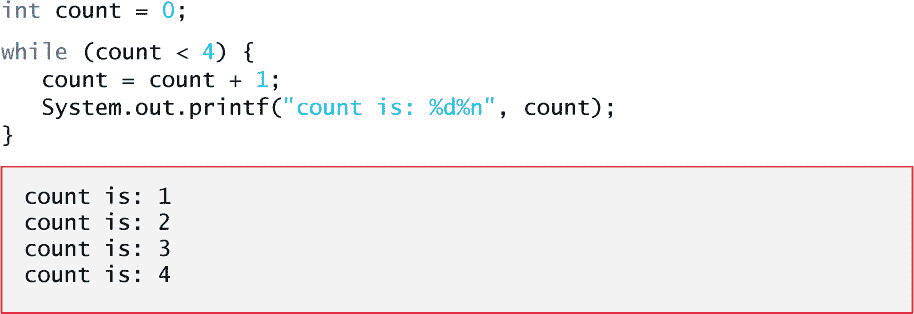 int count = 0;
while (count < 4) {
count = count + 1;
System.out.printf("count is: %d%n", count);
}
count is: 1
count is: 2
count is: 3
count is: 4